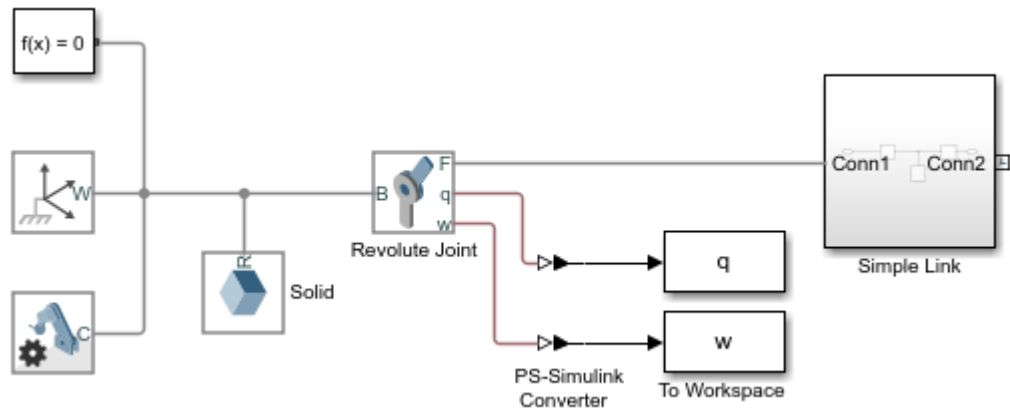 f(x) = 0
W
C
R
Solid
B
F
q
w
Revolute Joint
q
w
PS-Simulink
Converter
To Workspace
Conn1
Conn2
Simple Link